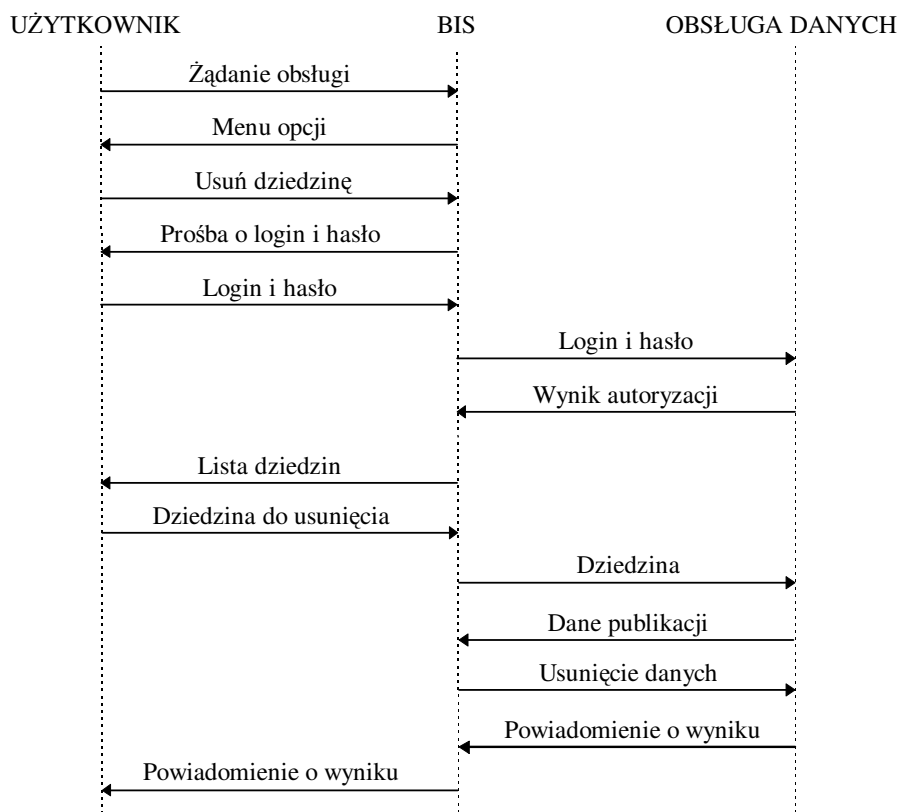 UŻYTKOWNIK BIS OBSŁUGA DANYCH
Żądanie obsługi
Menu opcji
Usuń dziedzinę
Prośba o login i hasło
Login i hasło
Login i hasło
Wynik autoryzacji
Lista dziedzin
Dziedzina do usunięcia
Dziedzina
Dane publikacji
Usunięcie danych
Powiadomienie o wyniku
Powiadomienie o wyniku